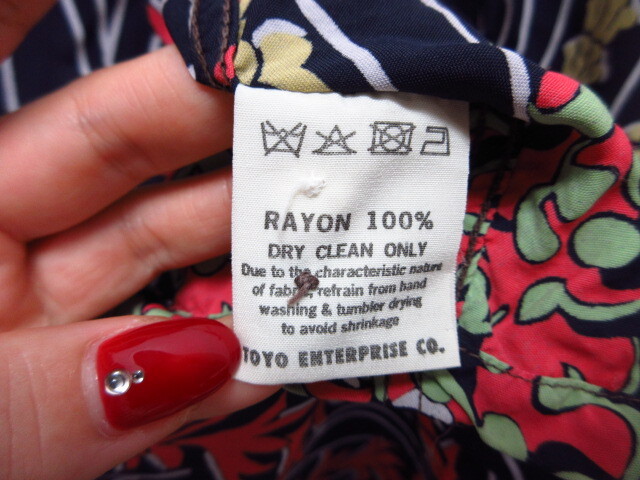 RAYON 100%
DRY CLEAN ONLY
Due to the characteristic nature
of fabric, refrain from hand
washing & tumbler drying
to avoid shrinkage
TOYO ENTERPRISE CO.